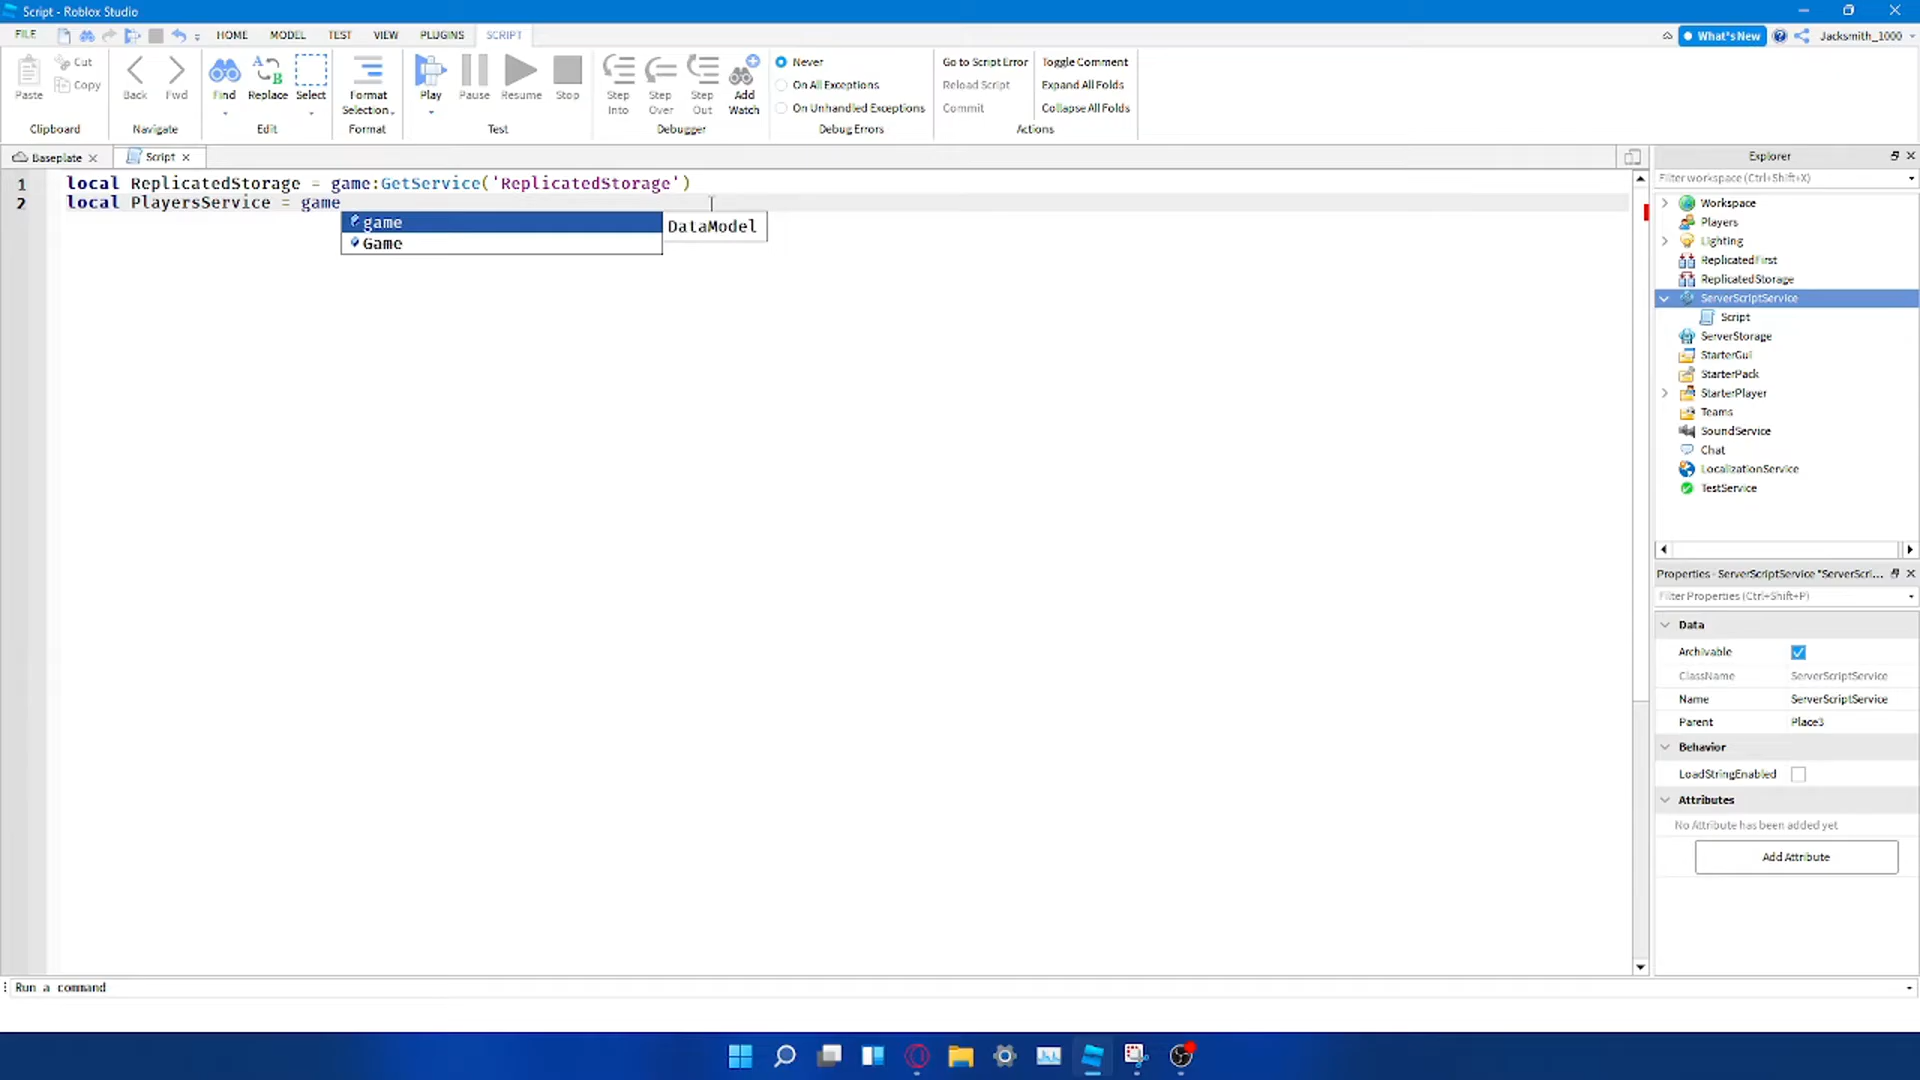 Script - Roblox Studio
FILE
HOME
MODEL
TEST
VIEW
PLUGINS
SCRIPT
What's New
Jacksmith_1000
Paste
Cut
Copy
Clipboard
Back
Fwd
Navigate
Find
Replace
Select
Edit
Format
Selection
Format
Play
Pause
Resume
Stop
Test
Step
Into
Step
Over
Step
Out
Add
Watch
Debugger
Never
On All Exceptions
On Unhandled Exceptions
Debug Errors
Go to Script Error
Reload Script
Commit
Toggle Comment
Expand All Folds
Collapse All Folds
Actions
Baseplate
Script
1 local ReplicatedStorage = game:GetService('ReplicatedStorage')
2 local PlayersService = game
game
Game
DataModel
Explorer
Filter workspace (Ctrl+Shift+X)
Workspace
Players
Lighting
ReplicatedFirst
ReplicatedStorage
ServerScriptService
Script
ServerStorage
StarterGui
StarterPack
StarterPlayer
Teams
SoundService
Chat
LocalizationService
TestService
Properties - ServerScriptService "ServerScri...
Filter Properties (Ctrl+Shift+P)
Data
Archivable
ClassName ServerScriptService
Name ServerScriptService
Parent Place3
Behavior
LoadStringEnabled
Attributes
No Attribute has been added yet
Add Attribute
Run a command